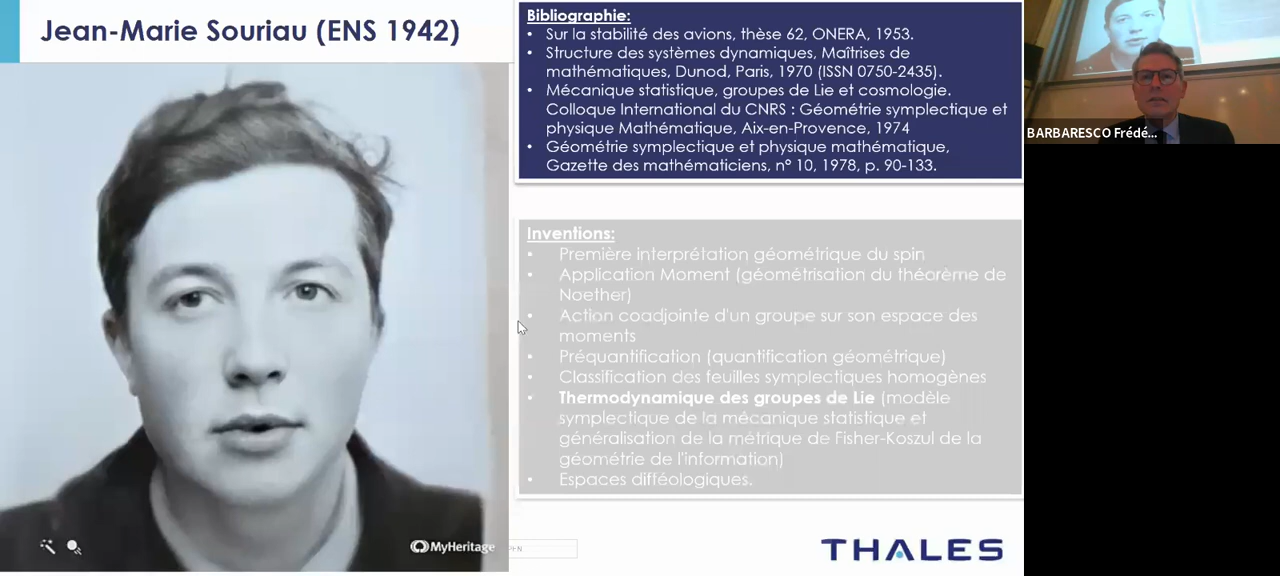 Jean-Marie Souriau (ENS 1942)
Bibliographie:
• Sur la stabilité des avions, thèse 62, ONERA, 1953.
• Structure des systèmes dynamiques, Maîtrises de
mathématiques, Dunod, Paris, 1970 (ISSN 0750-2435).
• Mécanique statistique, groupes de Lie et cosmologie.
Colloque International du CNRS : Géométrie symplectique et
physique Mathématique, Aix-en-Provence, 1974
• Géométrie symplectique et physique mathématique,
Gazette des mathématiciens, n° 10, 1978, p. 90-133.
Inventions:
• Première interprétation géométrique du spin
• Application Moment (géométrisation du théorème de
Noether)
• Action coadjointe d'un groupe sur son espace des
moments
• Préquantification (quantification géométrique)
• Classification des feuilles symplectiques homogènes
• Thermodynamique des groupes de Lie (modèle
symplectique de la mécanique statistique et
généralisation de la métrique de Fisher-Koszul de la
géométrie de l'information)
• Espaces difféologiques.
MyHeritage
THALES
BARBARESCO Frédé...